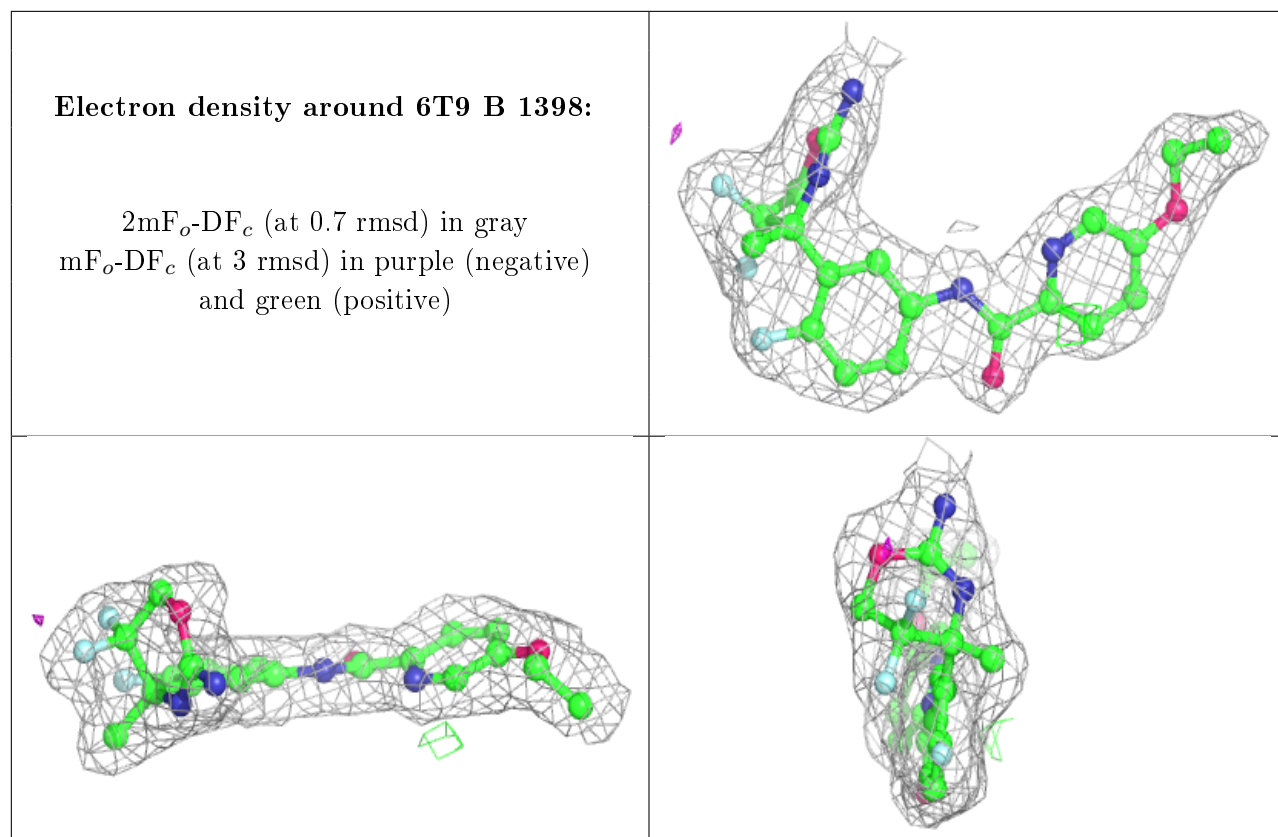 Electron density around 6T9 B 1398:
2mFo-DFc (at 0.7 rmsd) in gray
mFo-DFc (at 3 rmsd) in purple (negative)
and green (positive)